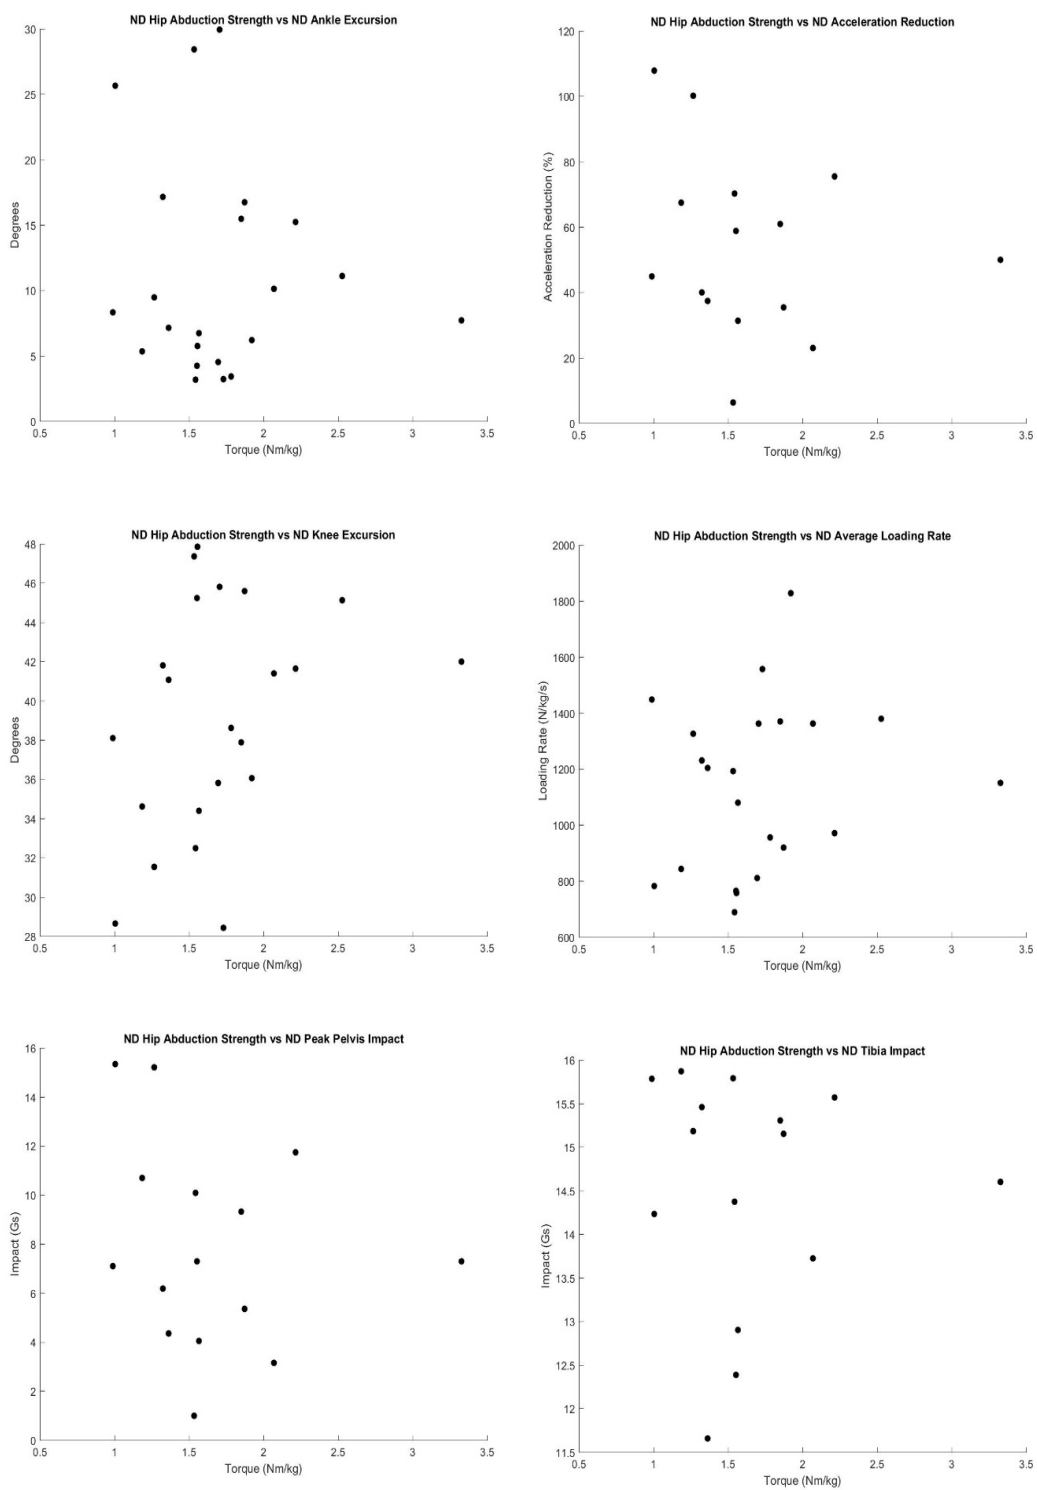 ND Hip Abduction Strength vs ND Ankle Excursion
30
25
20
15
10
5
0
Degrees
0.5 1 1.5 2 2.5 3 3.5
Torque (Nm/kg)
ND Hip Abduction Strength vs ND Acceleration Reduction
120
100
80
60
40
20
0
Acceleration Reduction (%)
0.5 1 1.5 2 2.5 3 3.5
Torque (Nm/kg)
ND Hip Abduction Strength vs ND Knee Excursion
48
46
44
42
40
38
36
34
32
30
28
Degrees
0.5 1 1.5 2 2.5 3 3.5
Torque (Nm/kg)
ND Hip Abduction Strength vs ND Average Loading Rate
2000
1800
1600
1400
1200
1000
800
600
Loading Rate (N/kg/s)
0.5 1 1.5 2 2.5 3 3.5
Torque (Nm/kg)
ND Hip Abduction Strength vs ND Peak Pelvis Impact
16
14
12
10
8
6
4
2
0
Impact (Gs)
0.5 1 1.5 2 2.5 3 3.5
Torque (Nm/kg)
ND Hip Abduction Strength vs ND Tibia Impact
16
15.5
15
14.5
14
13.5
13
12.5
12
11.5
Impact (Gs)
0.5 1 1.5 2 2.5 3 3.5
Torque (Nm/kg)